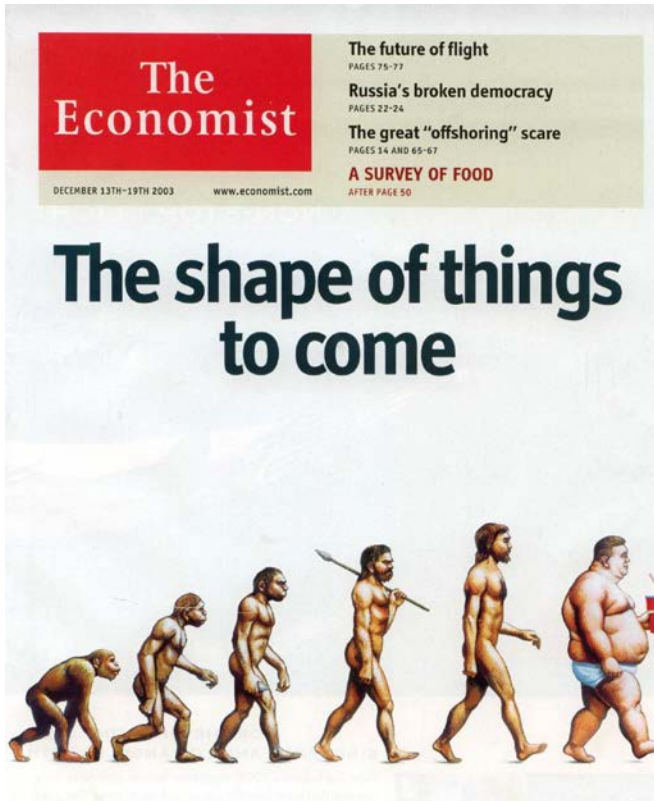 The
Economist
DECEMBER 13TH–19TH 2003
www.economist.com
The future of flight
PAGES 75-77
Russia's broken democracy
PAGES 22-24
The great "offshoring" scare
PAGES 14 AND 65-67
A SURVEY OF FOOD
AFTER PAGE 50
The shape of things
to come